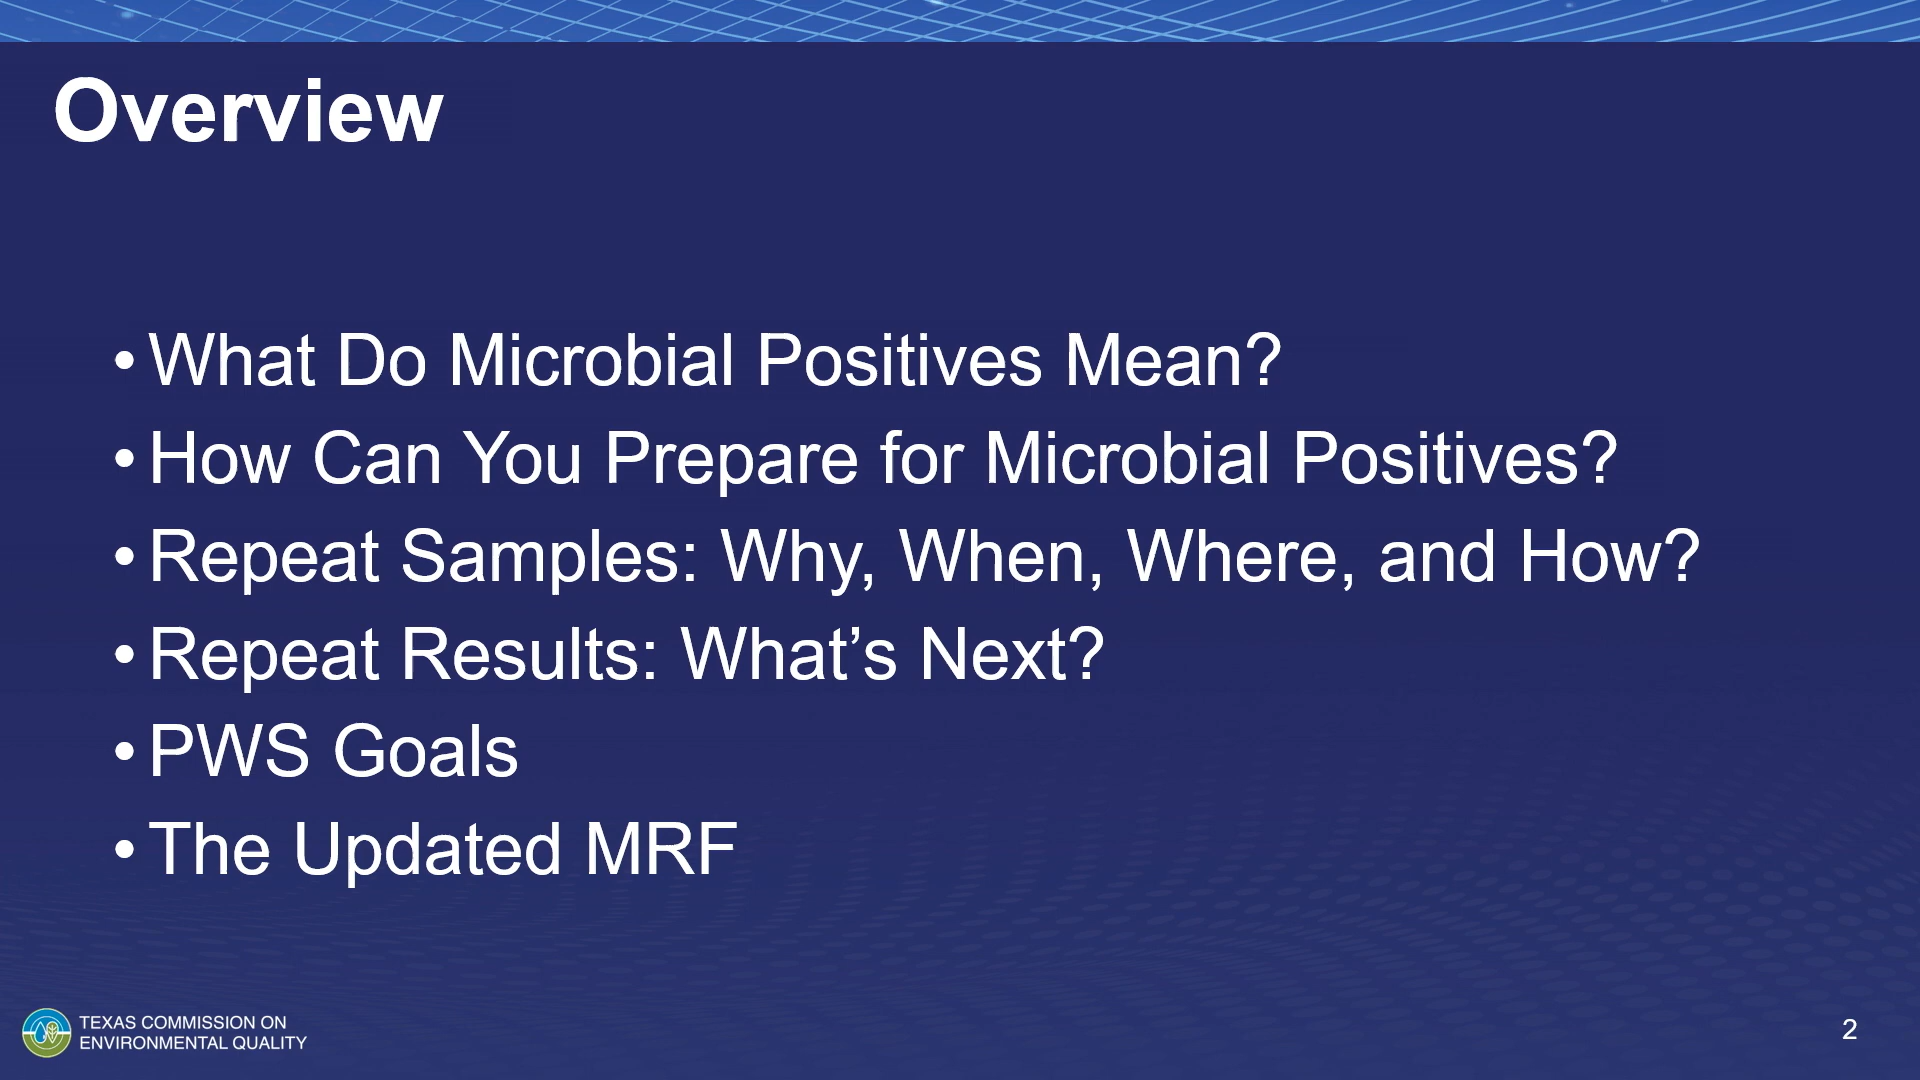 Overview
• What Do Microbial Positives Mean?
• How Can You Prepare for Microbial Positives?
• Repeat Samples: Why, When, Where, and How?
• Repeat Results: What’s Next?
• PWS Goals
• The Updated MRF
TEXAS COMMISSION ON
ENVIRONMENTAL QUALITY
2